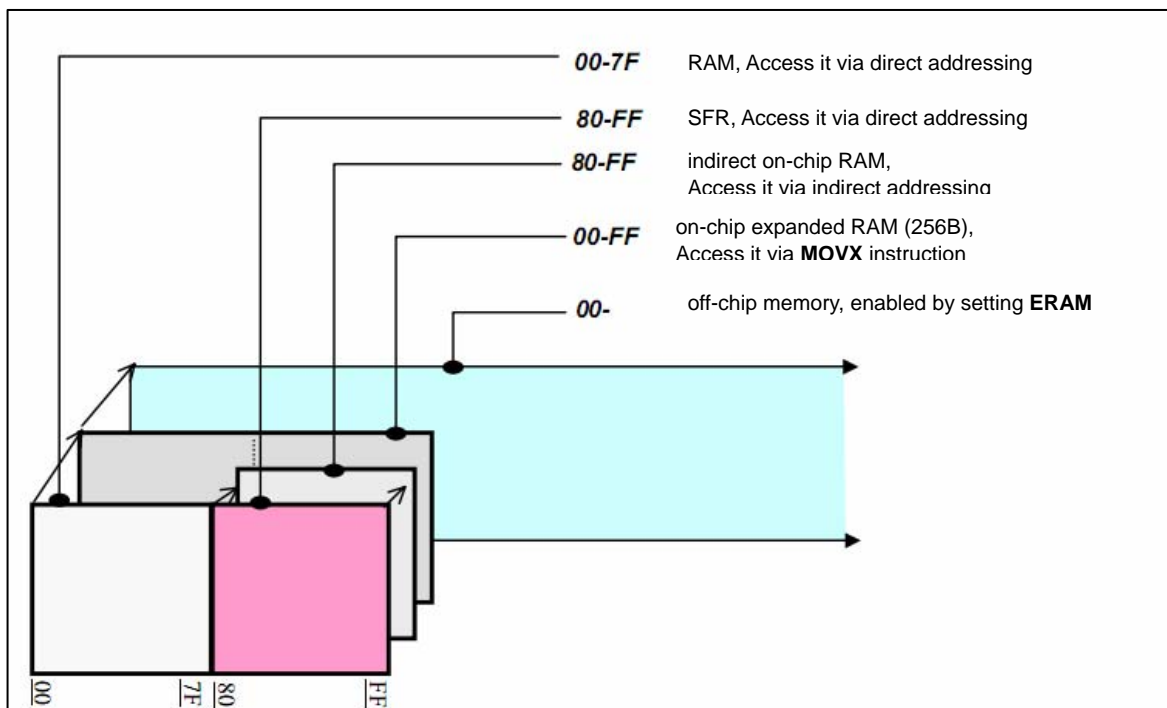 00-7F RAM, Access it via direct addressing
80-FF SFR, Access it via direct addressing
80-FF indirect on-chip RAM,
Access it via indirect addressing
00-FF on-chip expanded RAM (256B),
Access it via MOVX instruction
00- off-chip memory, enabled by setting ERAM
00 7F 80 FF